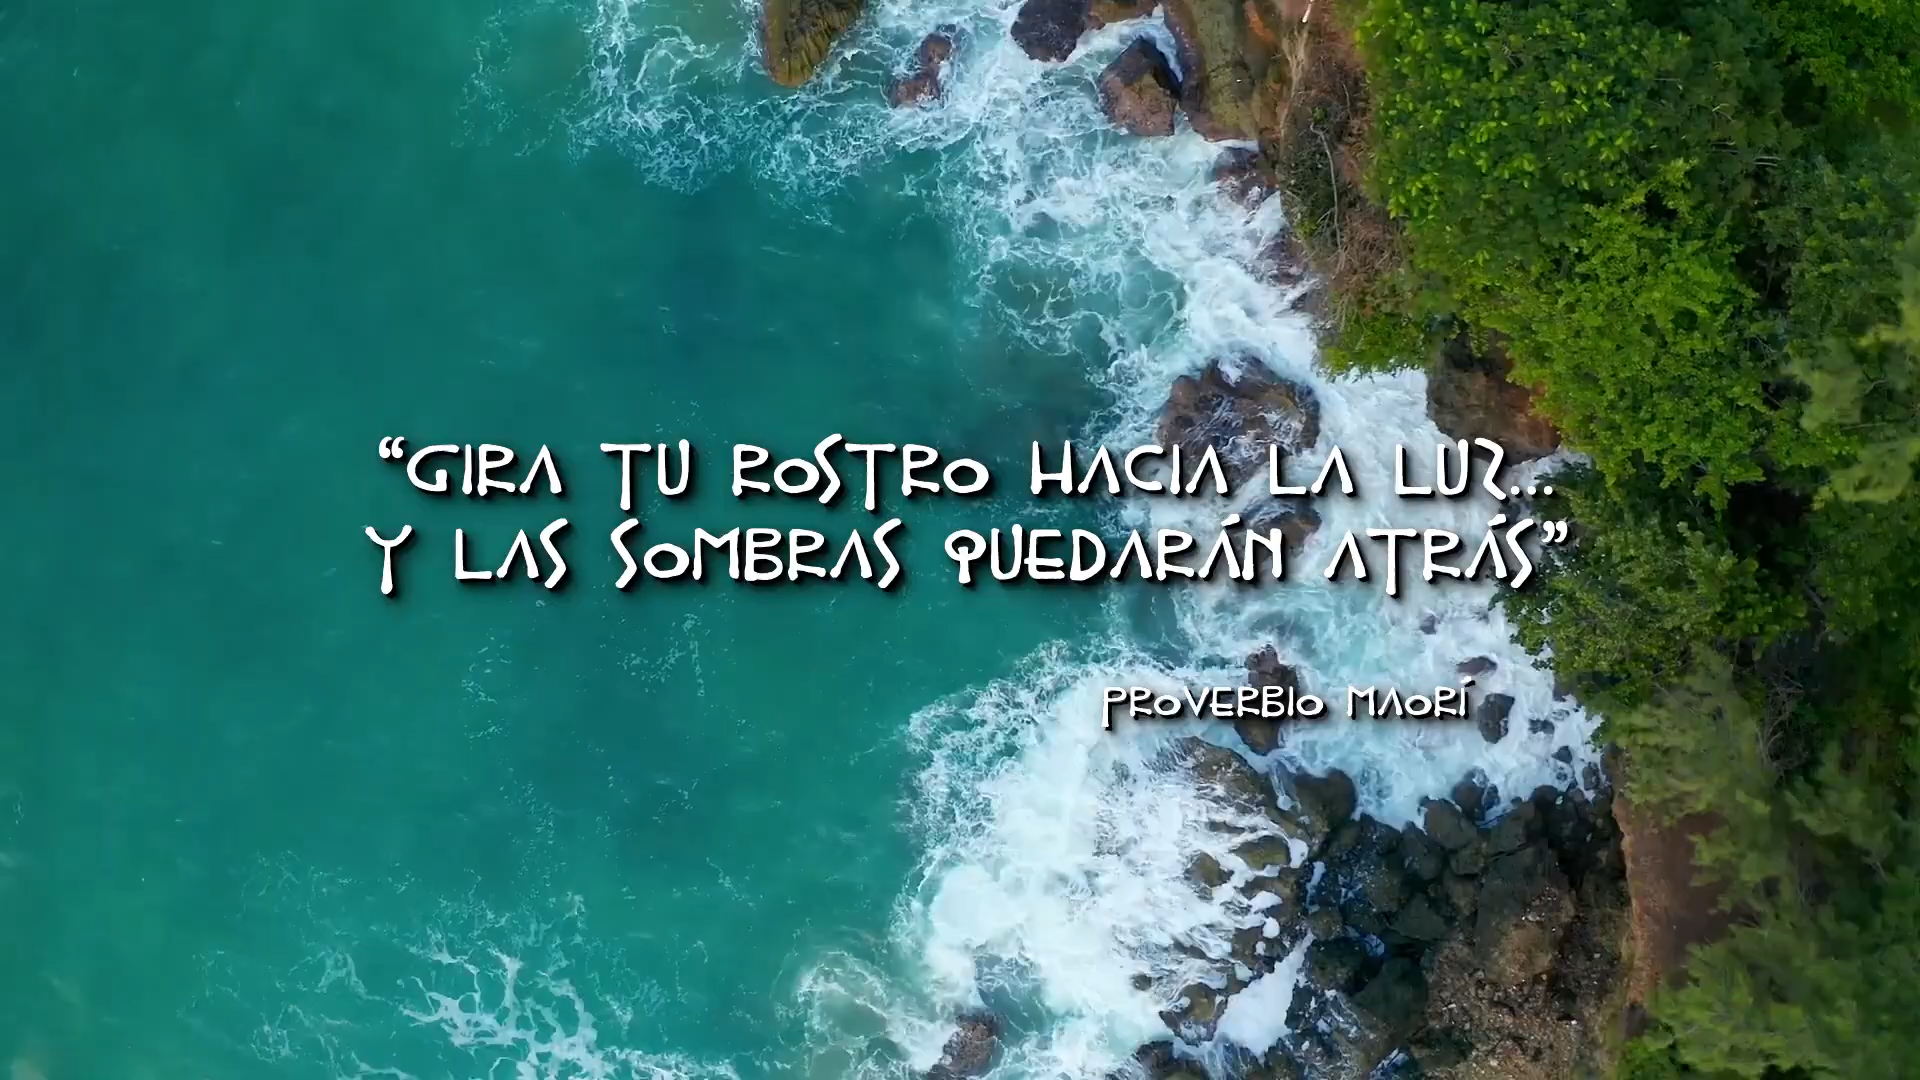 “GIRA TU ROSTRO HACIA LA LUZ...
Y LAS SOMBRAS QUEDARÁN ATRÁS”
PROVERBIO MAORÍ